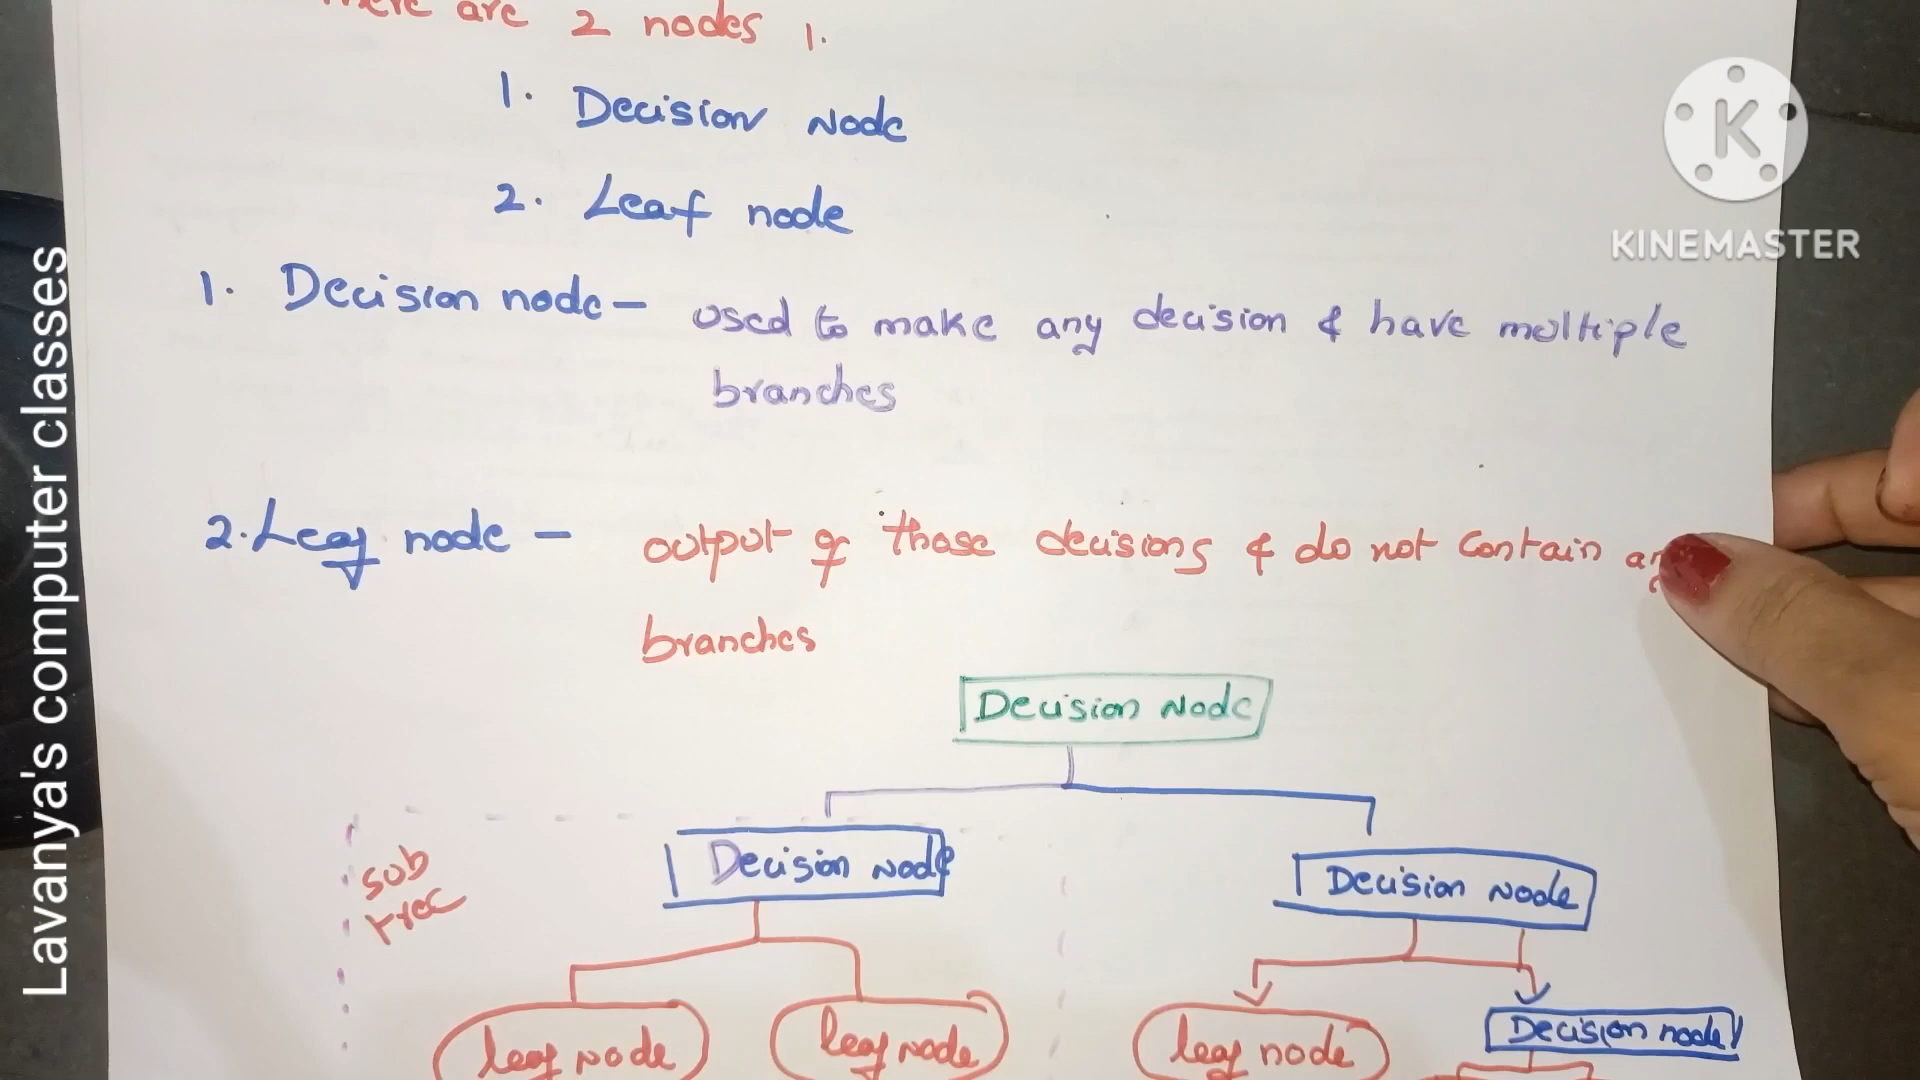 There are 2 nodes 1.
1. Decision Node
2. Leaf node
1. Decision node - used to make any decision & have multiple
branches
2. Leaf node - output of those decisions & do not contain
branches
Decision Node
Decision Node
Decision Node
sub
tree
leaf node
leaf node
leaf node
Decision node
Lavanya's computer classes
K
KINEMASTER